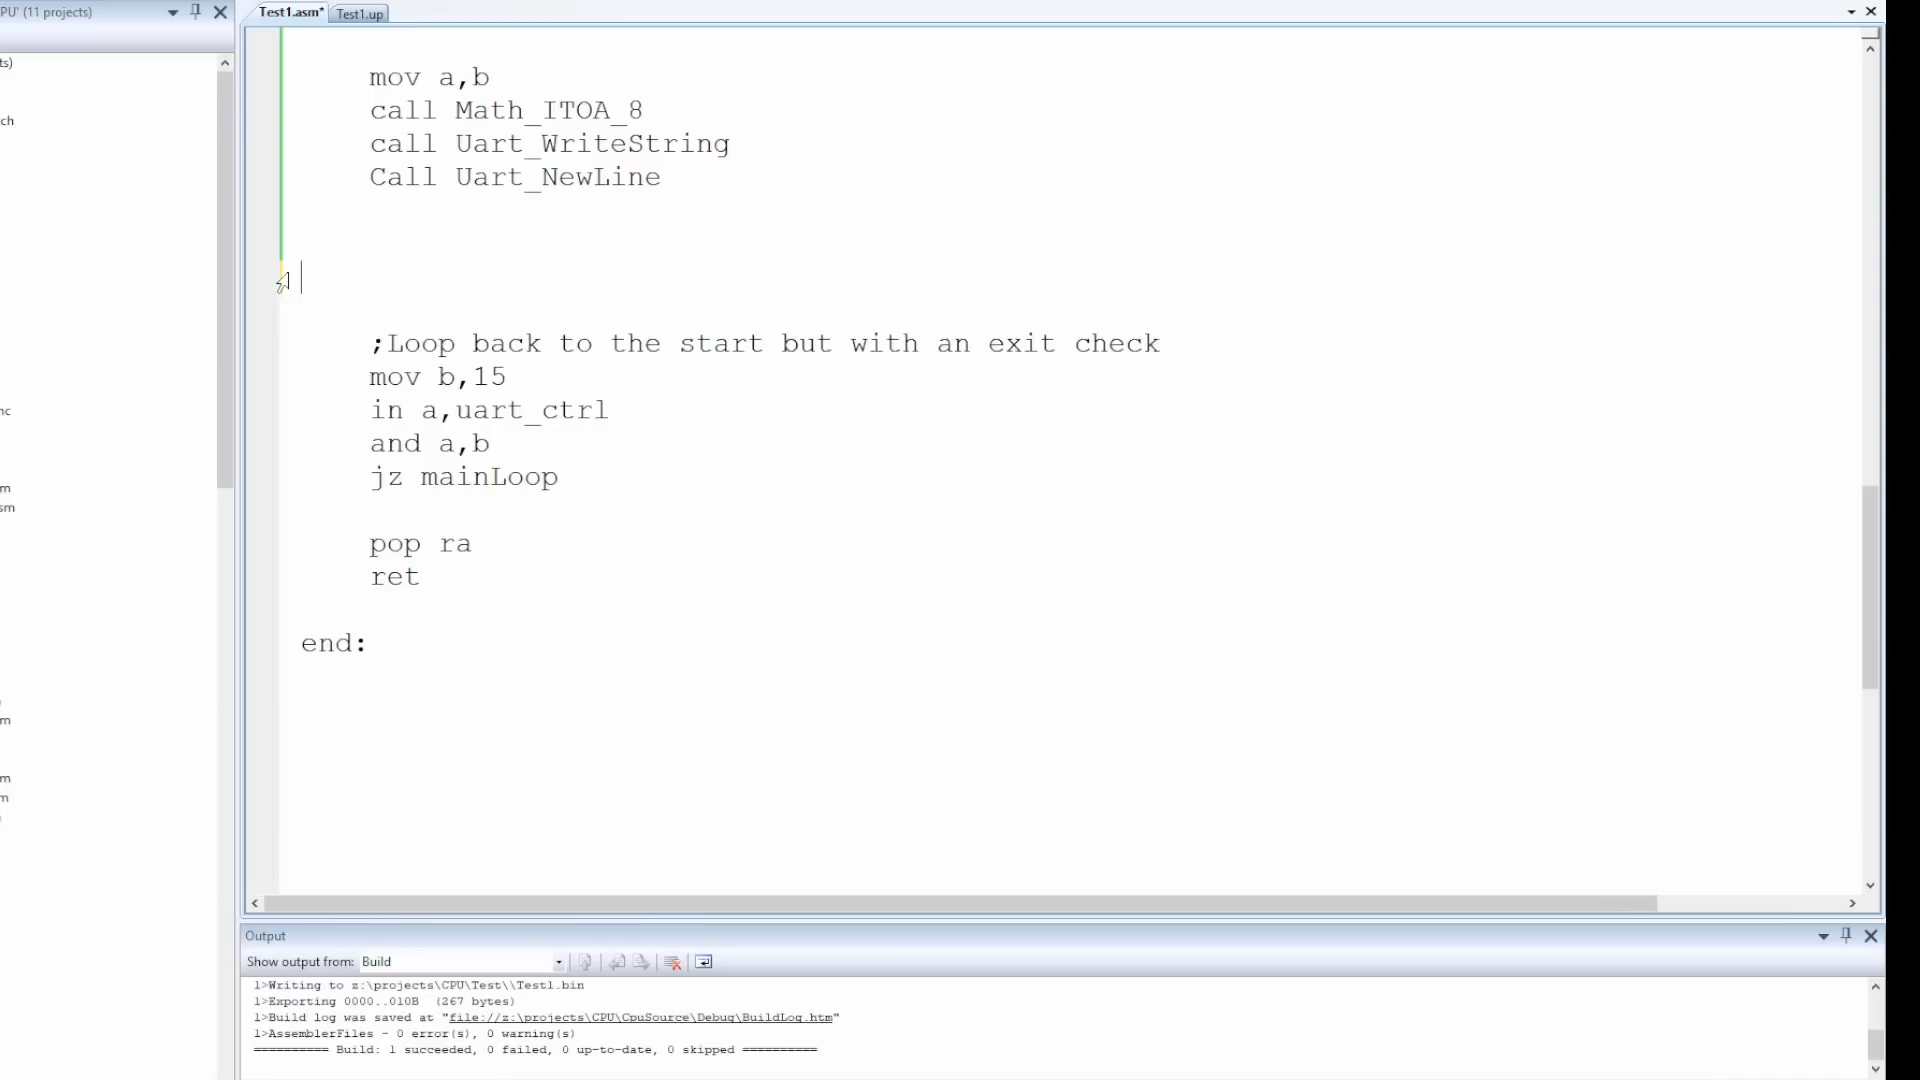 PU' (11 projects)
Test1.asm*
Test1.up
ts)
ch
nc
m
sm
m
m
m
mov a,b
call Math_ITOA_8
call Uart_WriteString
Call Uart_NewLine
;Loop back to the start but with an exit check
mov b,15
in a,uart_ctrl
and a,b
jz mainLoop
pop ra
ret
end:
Output
Show output from: Build
1>Writing to z:\projects\CPU\Test\\Test1.bin
1>Exporting 0000..010B (267 bytes)
1>Build log was saved at "file://z:\projects\CPU\CpuSource\Debug\BuildLog.htm"
1>AssemblerFiles - 0 error(s), 0 warning(s)
========== Build: 1 succeeded, 0 failed, 0 up-to-date, 0 skipped ==========